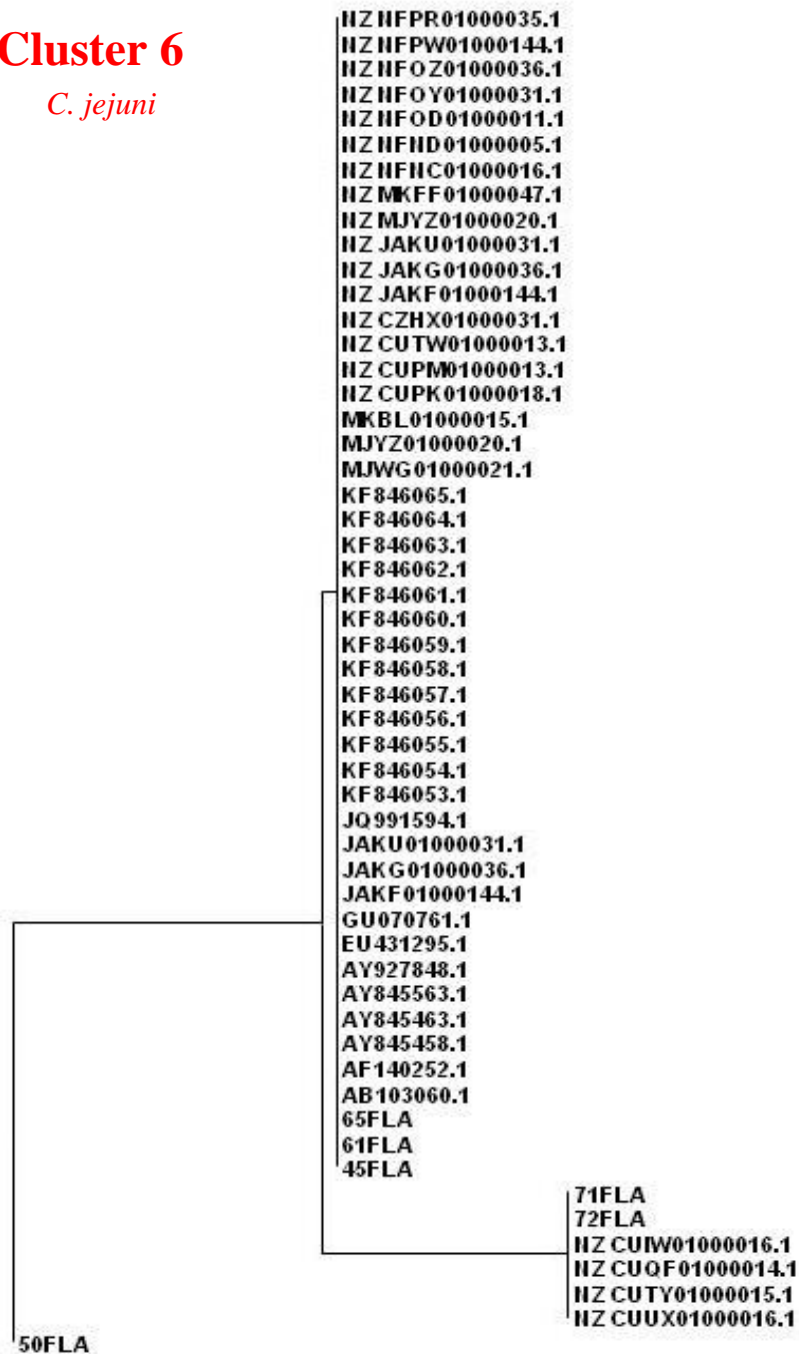 Cluster 6
C. jejuni
NZ NFPR01000035.1
NZ NFPW01000144.1
NZ NFOZ01000036.1
NZ NFOY01000031.1
NZ NFOD01000011.1
NZ NFND01000005.1
NZ NFNC01000016.1
NZ MKFF01000047.1
NZ MJYZ01000020.1
NZ JAKU01000031.1
NZ JAKG01000036.1
NZ JAKF01000144.1
NZ CZHX01000031.1
NZ CUTW01000013.1
NZ CUPM01000013.1
NZ CUPK01000018.1
MKBL01000015.1
MJYZ01000020.1
MJWG01000021.1
KF846065.1
KF846064.1
KF846063.1
KF846062.1
KF846061.1
KF846060.1
KF846059.1
KF846058.1
KF846057.1
KF846056.1
KF846055.1
KF846054.1
KF846053.1
JQ991594.1
JAKU01000031.1
JAKG01000036.1
JAKF01000144.1
GU070761.1
EU431295.1
AY927848.1
AY845563.1
AY845463.1
AY845458.1
AF140252.1
AB103060.1
65FLA
61FLA
45FLA
71FLA
72FLA
NZ CUIW01000016.1
NZ CUQF01000014.1
NZ CUTY01000015.1
NZ CUUX01000016.1
50FLA